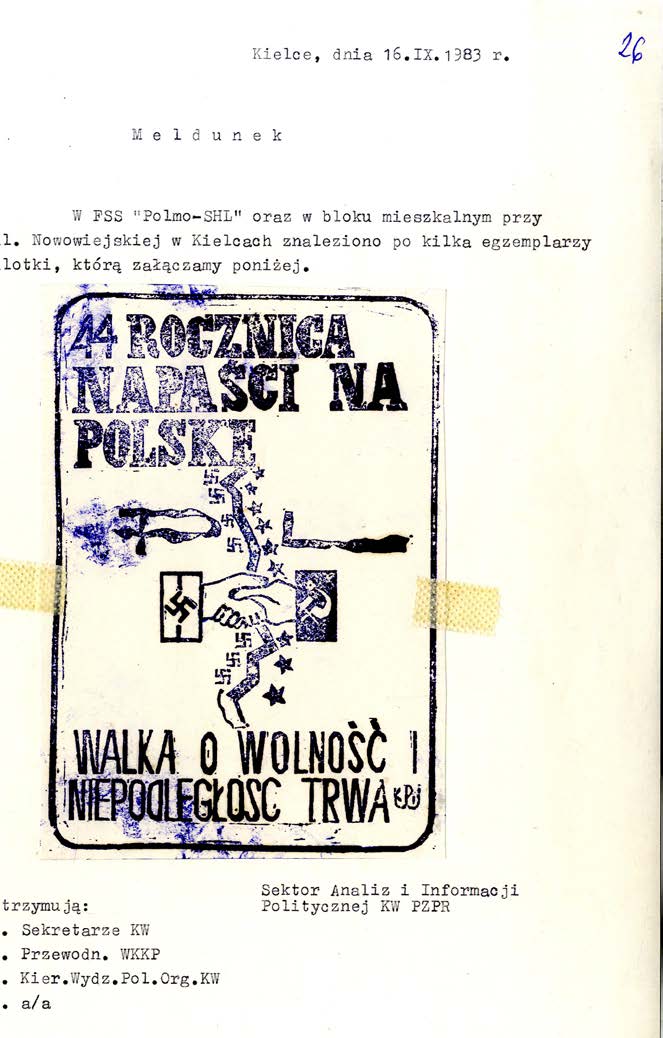 26
Kielce, dnia 16.IX.1983 r.
M e l d u n e k
W FSS "Polmo-SHL" oraz w bloku mieszkalnym przy
l. Nowowiejskiej w Kielcach znaleziono po kilka egzemplarzy
lotki, którą załączamy poniżej.
44 ROCZNICA
NAPAŚCI NA
POLSKĘ
WALKA O WOLNOŚĆ I
NIEPODLEGŁOSC TRWA
Sektor Analiz i Informacji
Politycznej KW PZPR
trzymują:
. Sekretarze KW
. Przewodn. WKKP
. Kier.Wydz.Pol.Org.KW
. a/a